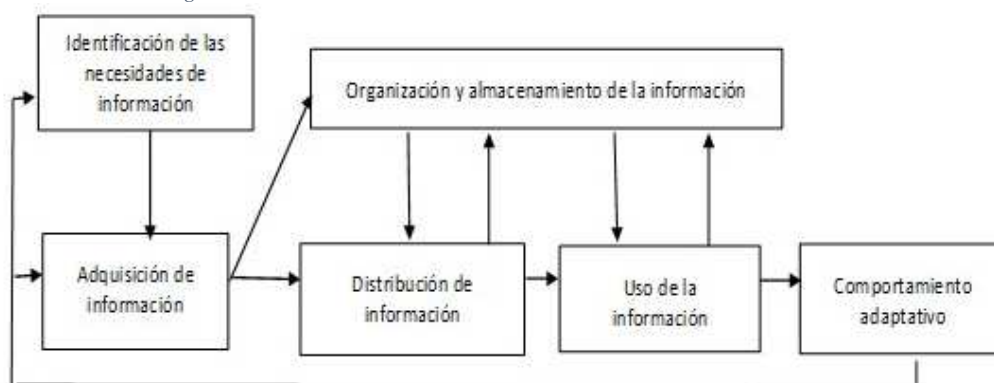 Identificación de las
necesidades de
información
Organización y almacenamiento de la información
Adquisición de
información
Distribución de
información
Uso de la
información
Comportamiento
adaptativo